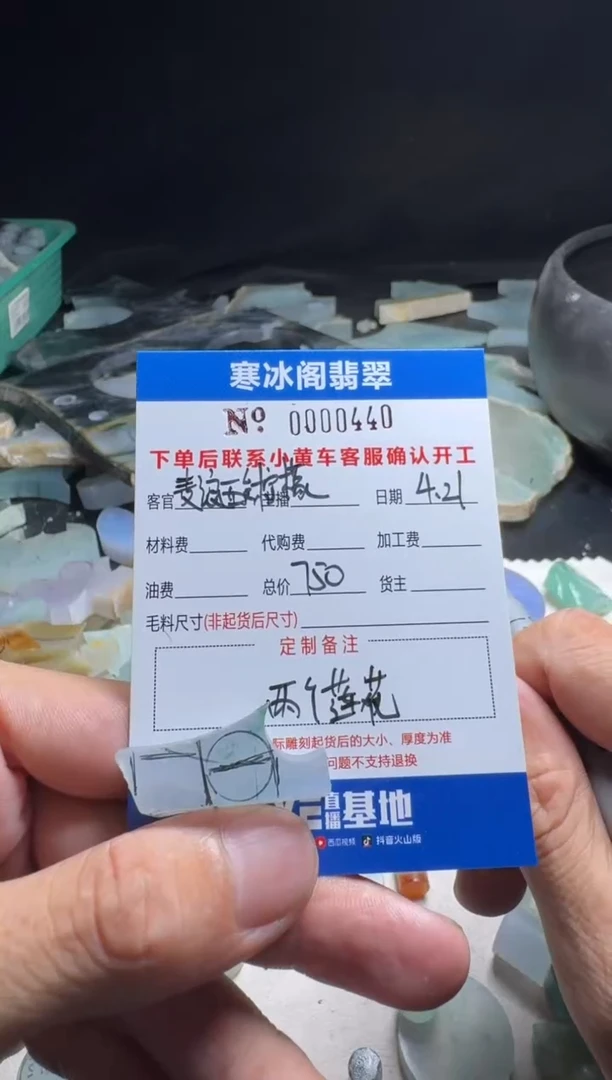 寒冰阁翡翠
Nº 0000440
下单后联系小黄车客服确认开工
客官 播 日期 4.21
材料费 代购费 加工费
油费 总价 750 货主
毛料尺寸(非起货后尺寸)
定制备注
两个莲花
际雕刻起货后的大小、厚度为准
问题不支持退换
直播基地
西瓜视频 抖音火山版